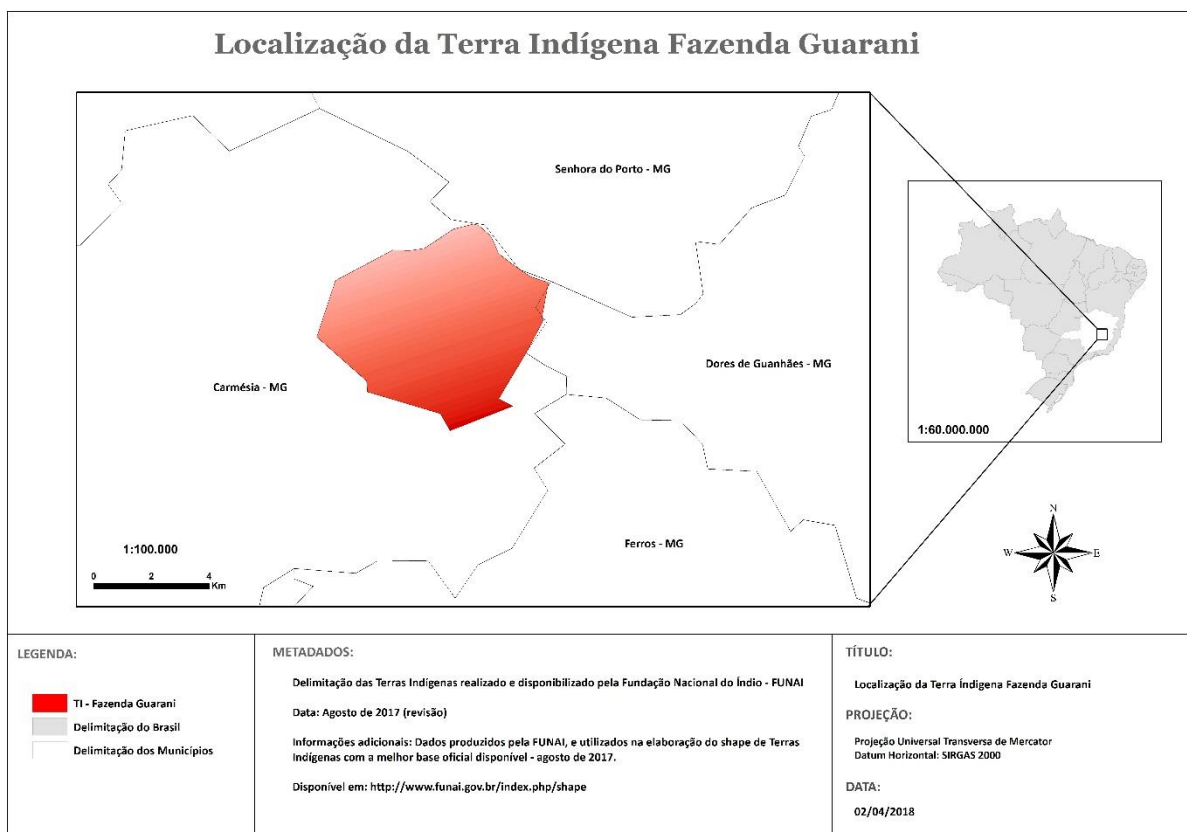 Localização da Terra Indígena Fazenda Guarani
Senhora do Porto - MG
Dores de Guanhães - MG
Carmésia - MG
Ferros - MG
1:100.000
0 2 4
Km
1:60.000.000
N
W E
S
LEGENDA:
TI - Fazenda Guarani
Delimitação do Brasil
Delimitação dos Municípios
METADADOS:
Delimitação das Terras Indígenas realizado e disponibilizado pela Fundação Nacional do Índio - FUNAI
Data: Agosto de 2017 (revisão)
Informações adicionais: Dados produzidos pela FUNAI, e utilizados na elaboração do shape de Terras
Indígenas com a melhor base oficial disponível - agosto de 2017.
Disponível em: http://www.funai.gov.br/index.php/shape
TÍTULO:
Localização da Terra Índigena Fazenda Guarani
PROJEÇÃO:
Projeção Universal Transversa de Mercator
Datum Horizontal: SIRGAS 2000
DATA:
02/04/2018